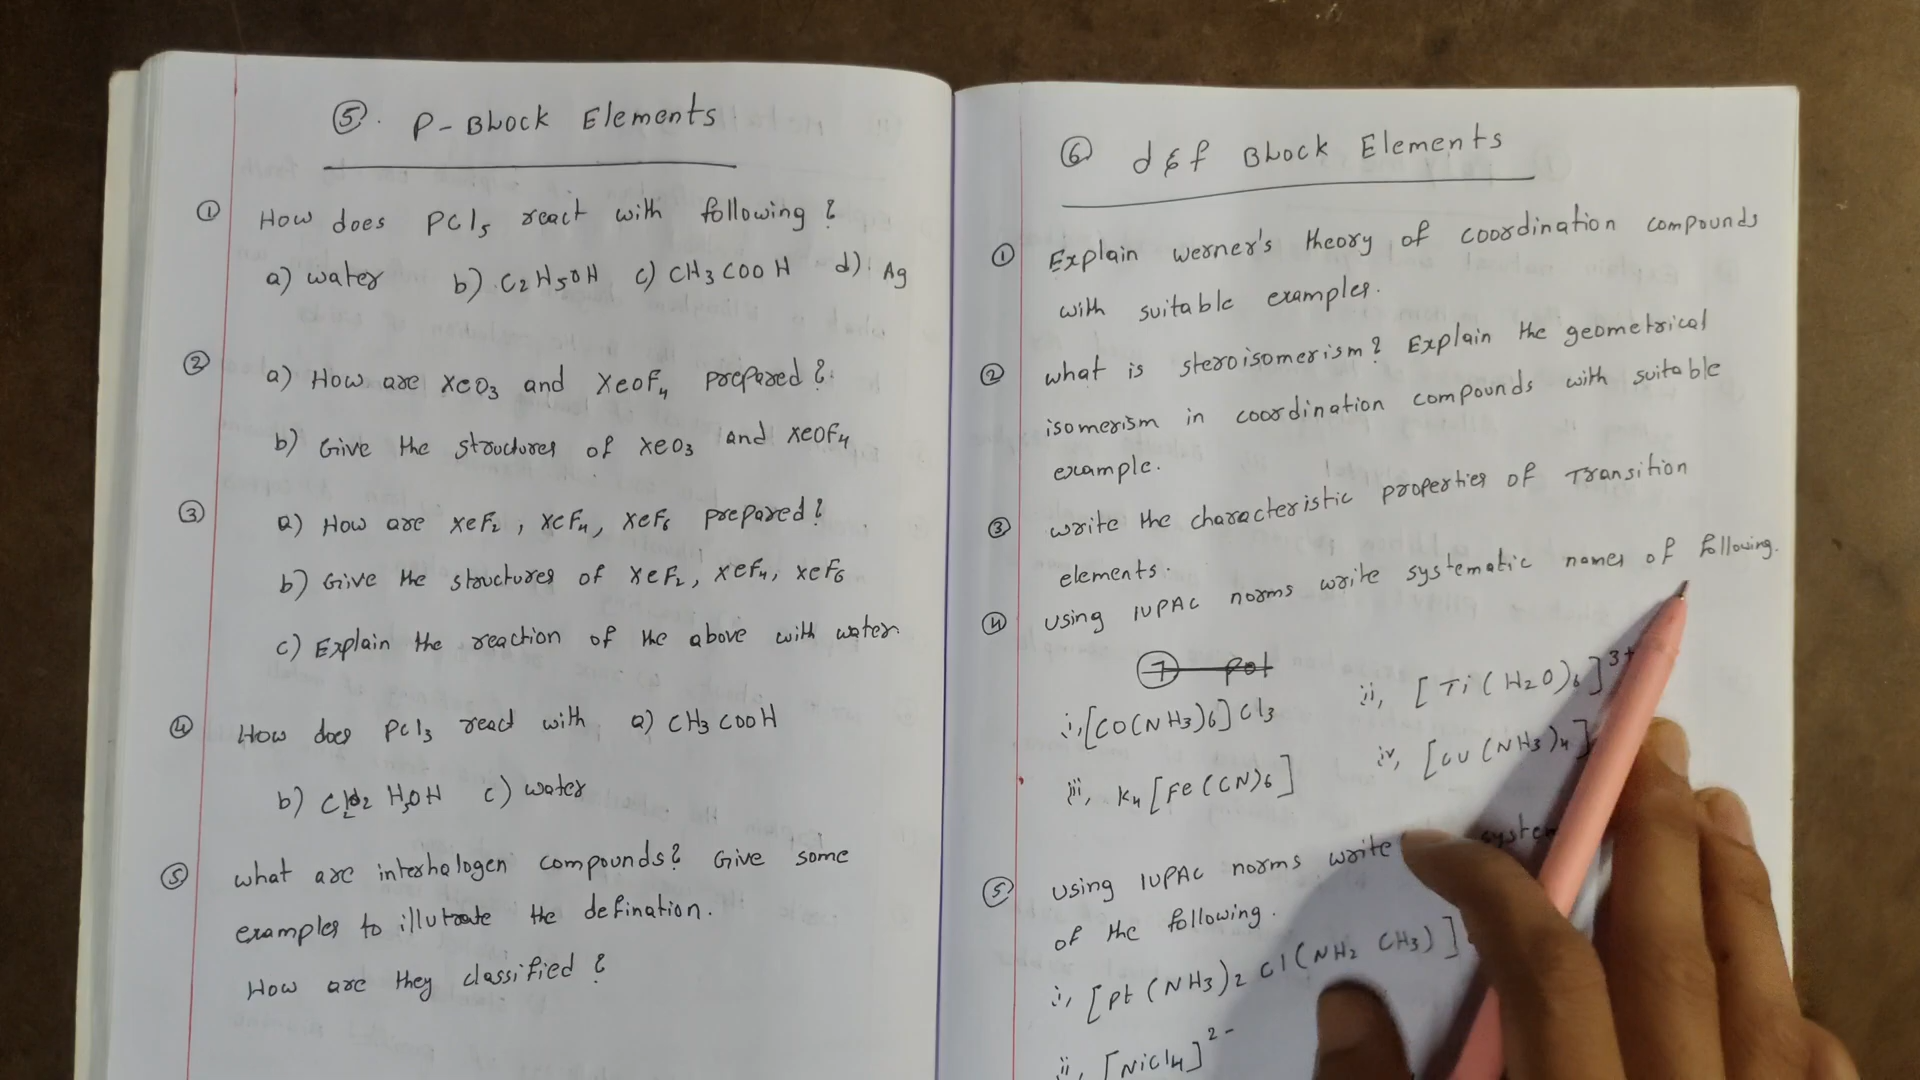 ⑤. P-Block Elements
① How does PCl5 react with following?
a) water b) C2H5OH c) CH3COOH d) Ag
② a) How are XeO3 and XeOF4 prepared?
b) Give the structures of XeO3 and XeOF4
③ a) How are XeF2, XeF4, XeF6 prepared?
b) Give the structures of XeF2, XeF4, XeF6
c) Explain the reaction of the above with water.
④ How does PCl3 react with a) CH3COOH
b) H5OH c) water
⑤ what are interhalogen compounds? Give some
examples to the defination.
How are they classified?
⑥ d & f Block Elements
① Explain werner's theory of coordination compounds
with suitable examples.
② what is steroisomerism? Explain the geometrical
isomerism in coordination compounds with suitable
example.
③ write the characteristic properties of Transition
elements.
④ using IUPAC norms write systematic names of following.
i, [CO(NH3)6]Cl3 ii, [Ti(H2O)6]3+
iii, K4[Fe(CN)6] iv, [Cu(NH3)4]
⑤ using IUPAC norms write
of the following.
i, [Pt(NH3)2 Cl(NH2 CH3)]
ii, [NiCl4]2-